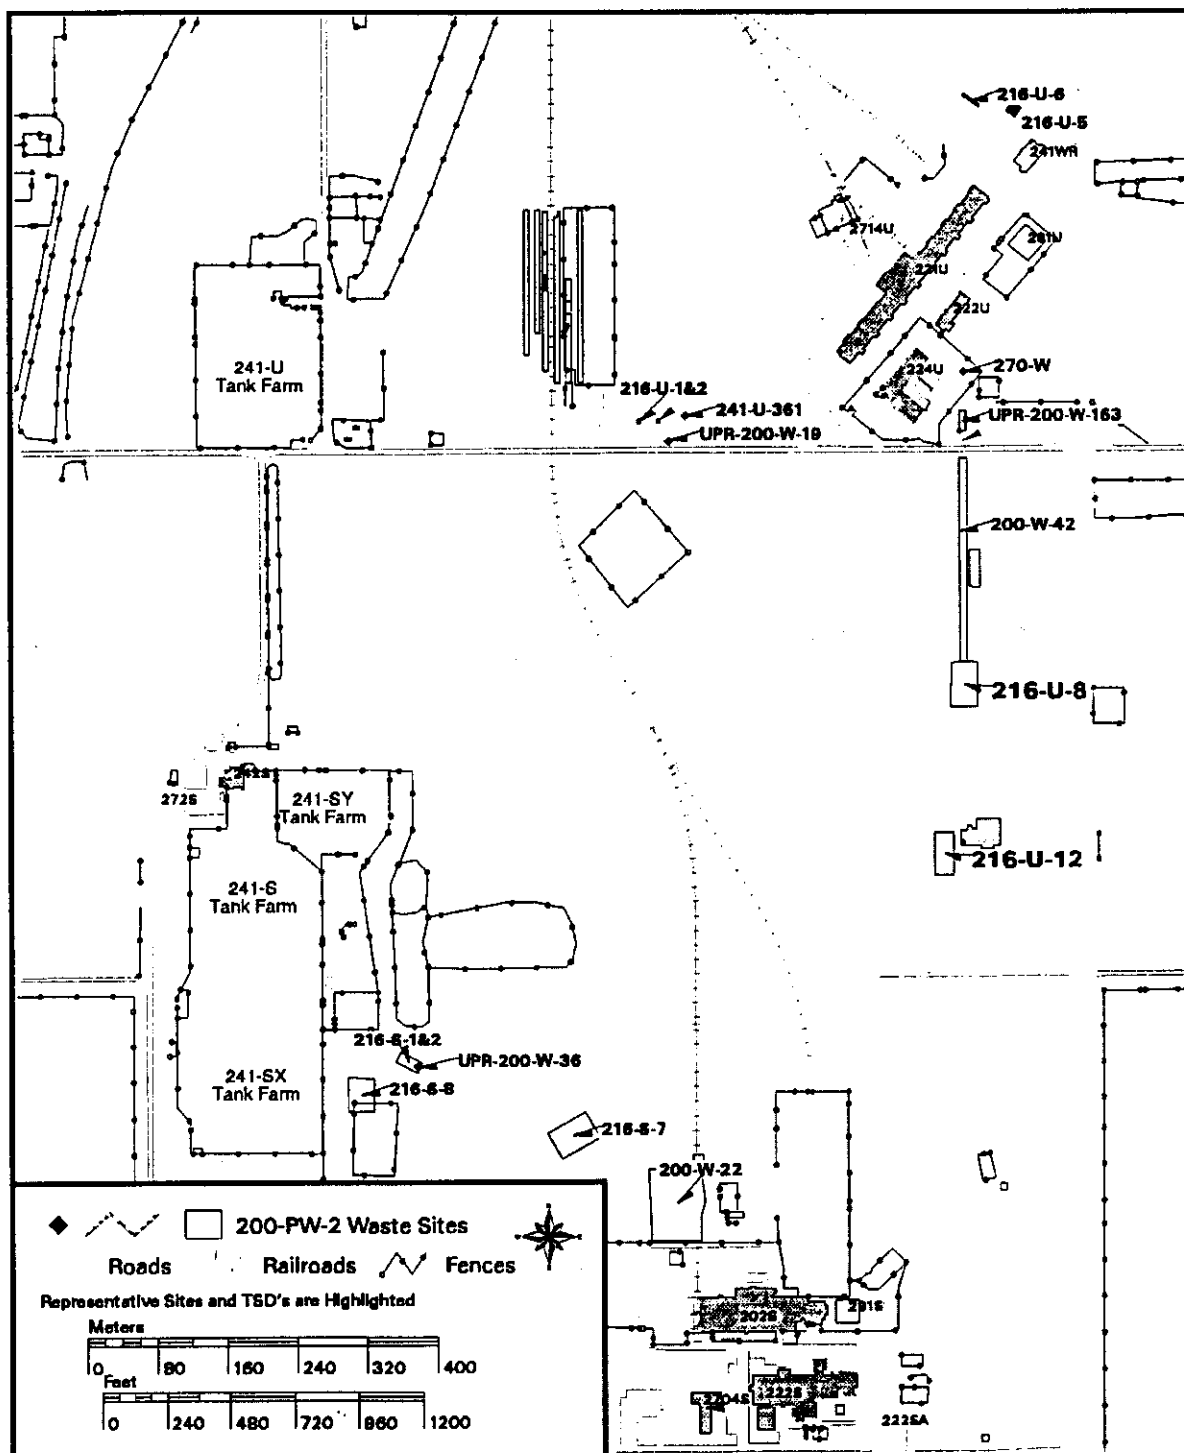 216-U-6
216-U-5
241WR
2714U
221U
222U
241-U
Tank Farm
224U
270-W
216-U-1&2
241-U-361
UPR-200-W-163
UPR-200-W-19
200-W-42
216-U-8
272S
241-SY
Tank Farm
216-U-12
241-S
Tank Farm
216-S-1&2
UPR-200-W-36
241-SX
Tank Farm
216-S-8
216-S-7
200-W-22
200-PW-2 Waste Sites
Roads Railroads Fences
Representative Sites and TSD's are Highlighted
Meters
0 80 160 240 320 400
Feet
0 240 480 720 960 1200
202S
291S
2704S
222S
222SA